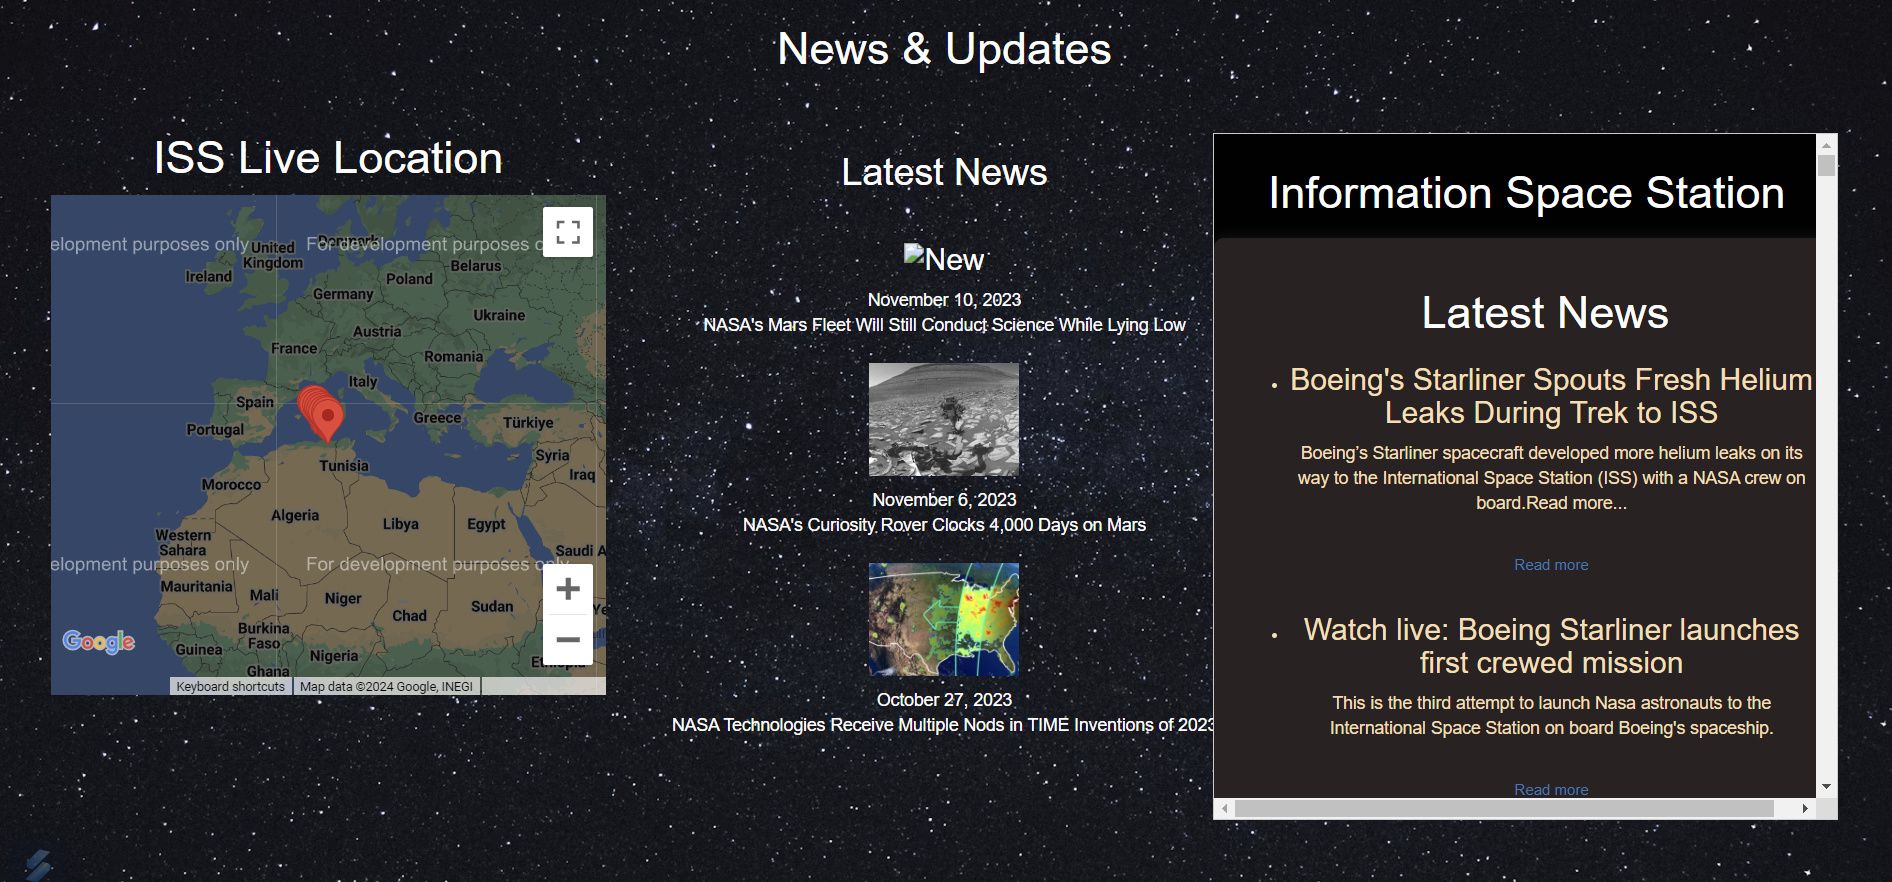 News & Updates
ISS Live Location
elopment purposes only
For development purposes o
United
Kingdom
Denmark
Ireland
Belarus
Poland
Germany
Ukraine
Austria
France
Romania
Italy
Spain
Greece
Türkiye
Portugal
Syria
Tunisia
Iraq
Morocco
Algeria
Libya
Egypt
Western
Sahara
Saudi A
elopment purposes only
For development purposes only
Mauritania
Mali
Niger
Chad
Sudan
Ye
Burkina
Faso
Guinea
Nigeria
Ghana
Ethiopia
Google
Keyboard shortcuts
Map data ©2024 Google, INEGI
Latest News
New
November 10, 2023
NASA's Mars Fleet Will Still Conduct Science While Lying Low
November 6, 2023
NASA's Curiosity Rover Clocks 4,000 Days on Mars
October 27, 2023
NASA Technologies Receive Multiple Nods in TIME Inventions of 2023
Information Space Station
Latest News
Boeing's Starliner Spouts Fresh Helium
Leaks During Trek to ISS
Boeing’s Starliner spacecraft developed more helium leaks on its
way to the International Space Station (ISS) with a NASA crew on
board.Read more...
Read more
Watch live: Boeing Starliner launches
first crewed mission
This is the third attempt to launch Nasa astronauts to the
International Space Station on board Boeing's spaceship.
Read more